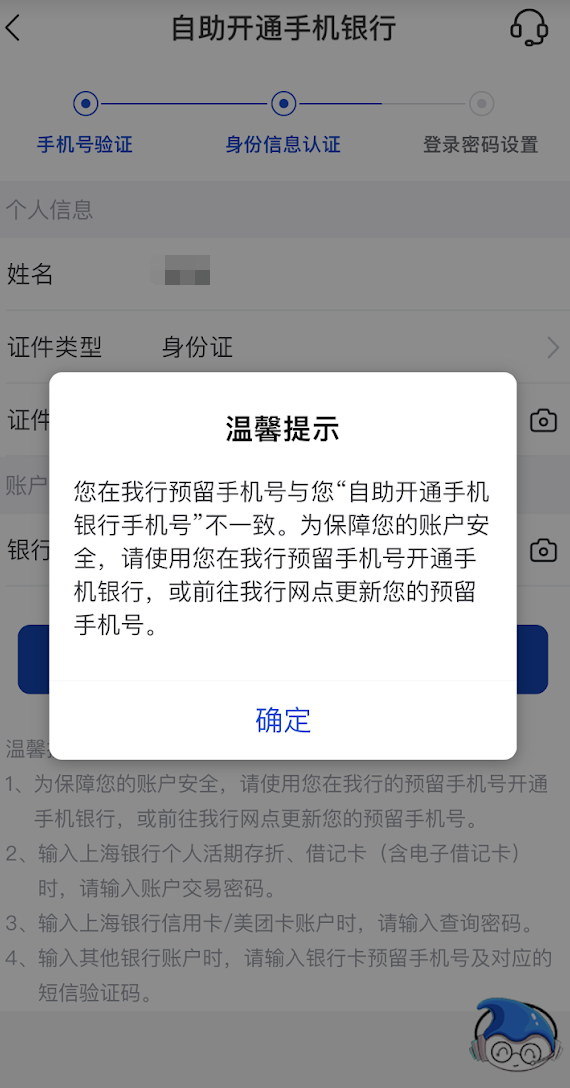 自助开通手机银行
手机号验证
身份信息认证
登录密码设置
个人信息
姓名
证件类型 身份证
证件
账户
银行
温馨提示
您在我行预留手机号与您“自助开通手机
银行手机号”不一致。为保障您的账户安
全，请使用您在我行预留手机号开通手
机银行，或前往我行网点更新您的预留
手机号。
确定
温馨
1、为保障您的账户安全，请使用您在我行的预留手机号开通
手机银行，或前往我行网点更新您的预留手机号。
2、输入上海银行个人活期存折、借记卡（含电子借记卡）
时，请输入账户交易密码。
3、输入上海银行信用卡/美团卡账户时，请输入查询密码。
4、输入其他银行账户时，请输入银行卡预留手机号及对应的
短信验证码。